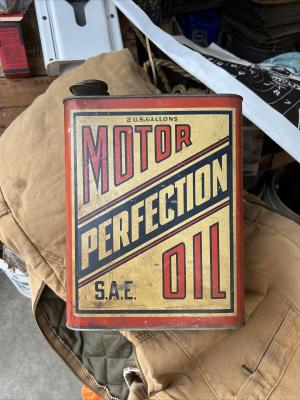 2 U.S. GALLONS
MOTOR
PERFECTION
OIL
S.A.E.